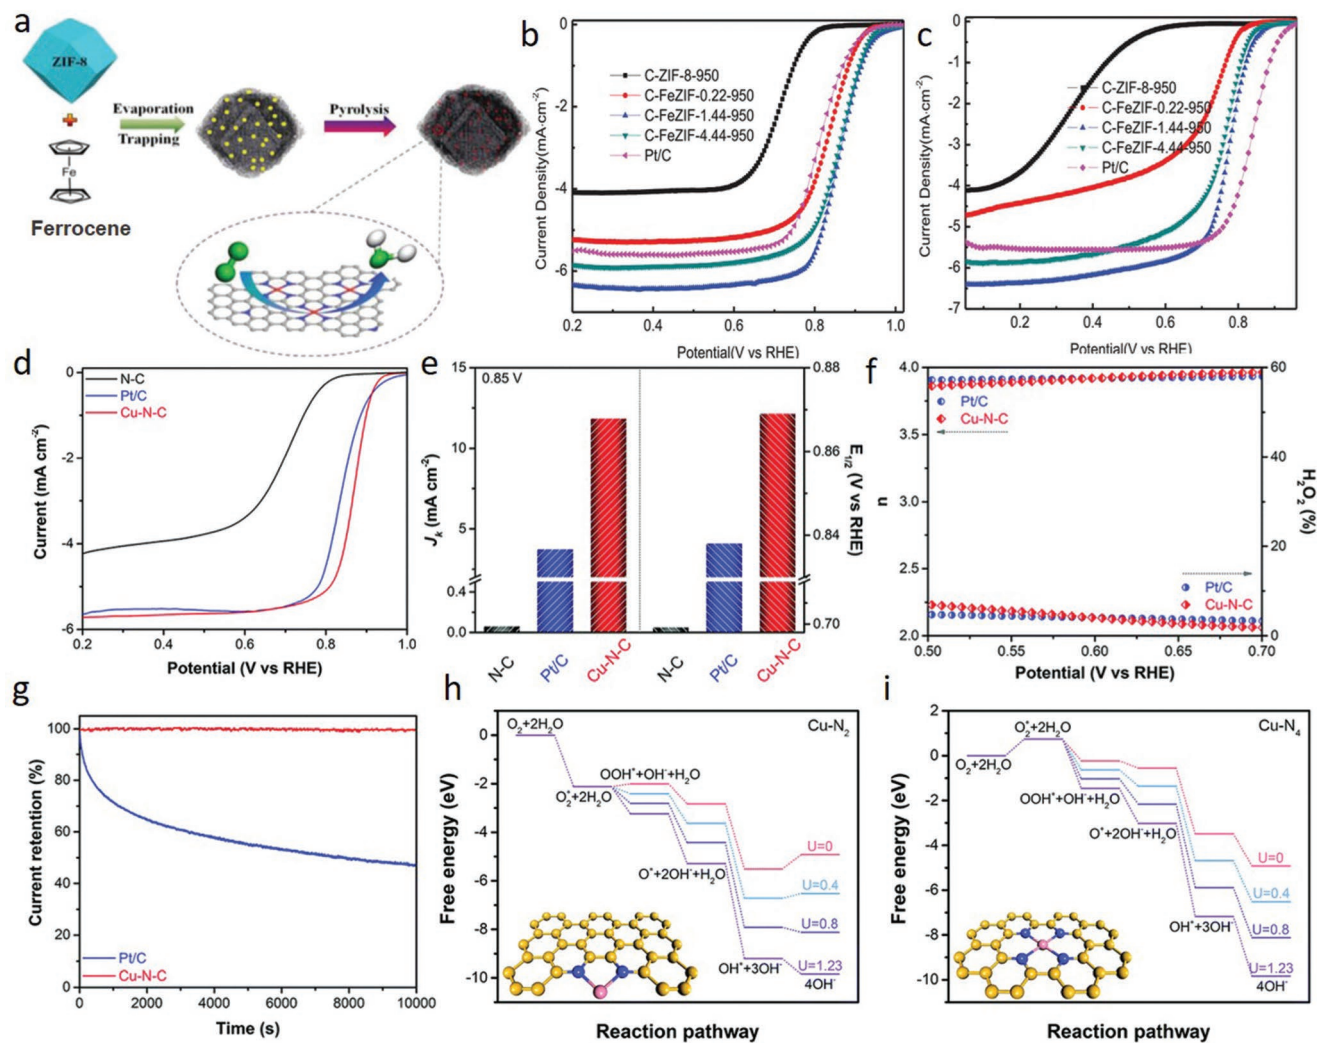 a
ZIF-8
Evaporation
Trapping
Pyrolysis
Fe
Ferrocene
b
C-ZIF-8-950
C-FeZIF-0.22-950
C-FeZIF-1.44-950
C-FeZIF-4.44-950
Pt/C
Current Density(mA·cm⁻²)
0
-2
-4
-6
0.2 0.4 0.6 0.8 1.0
Potential(V vs RHE)
c
C-ZIF-8-950
C-FeZIF-0.22-950
C-FeZIF-1.44-950
C-FeZIF-4.44-950
Pt/C
Current Density(mA·cm⁻²)
0
-1
-2
-3
-4
-5
-6
-7
0.2 0.4 0.6 0.8
Potential(V vs RHE)
d
N-C
Pt/C
Cu-N-C
Current (mA cm⁻²)
0
-2
-4
-6
0.2 0.4 0.6 0.8 1.0
Potential (V vs RHE)
e
0.85 V
Jₖ (mA cm⁻²)
15
10
5
0.4
0.0
0.88
0.86
0.84
0.70
E1/2 (V vs RHE)
N-C Pt/C Cu-N-C N-C Pt/C Cu-N-C
f
Pt/C
Cu-N-C
n
4.0
3.5
3.0
2.5
2.0
60
40
20
0
H₂O₂ (%)
Pt/C
Cu-N-C
0.50 0.55 0.60 0.65 0.70
Potential (V vs RHE)
g
Current retention (%)
100
80
60
40
20
0
Pt/C
Cu-N-C
0 2000 4000 6000 8000 10000
Time (s)
h
Cu-N₂
Free energy (eV)
0
-2
-4
-6
-8
-10
O₂+2H₂O
O₂*+2H₂O
OOH*+OH⁻+H₂O
O*+2OH⁻+H₂O
OH*+3OH⁻
4OH⁻
U=0
U=0.4
U=0.8
U=1.23
Reaction pathway
i
Cu-N₄
Free energy (eV)
2
0
-2
-4
-6
-8
-10
O₂+2H₂O
O₂*+2H₂O
OOH*+OH⁻+H₂O
O*+2OH⁻+H₂O
OH*+3OH⁻
4OH⁻
U=0
U=0.4
U=0.8
U=1.23
Reaction pathway